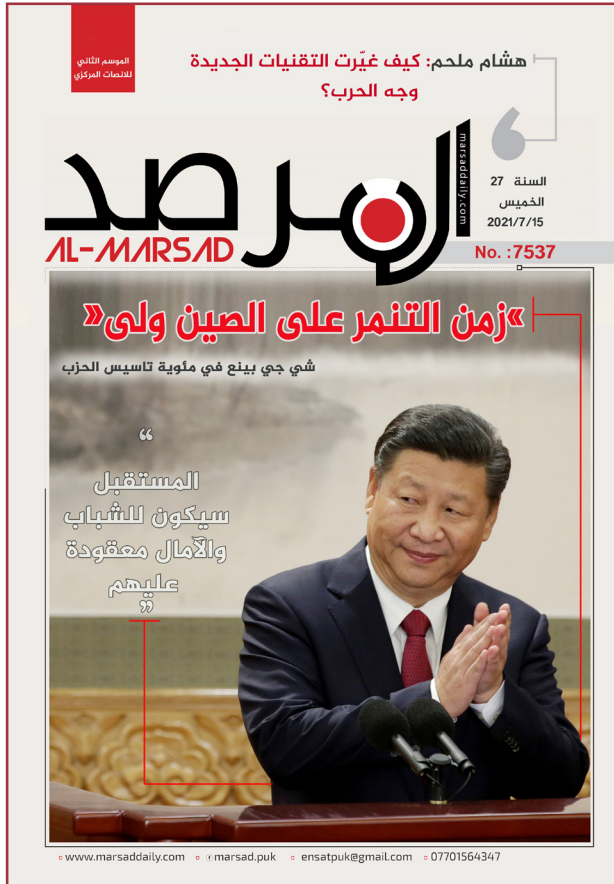 الموسم الثاني
للانصات المركزي
هشام ملحم: كيف غيّرت التقنيات الجديدة
وجه الحرب؟
المرصد
marsaddaily.com
AL-MARSAD
السنة 27
الخميس
2021/7/15
No. :7537
»زمن التنمر على الصين ولى«
شي جي بينع في مئوية تاسيس الحزب
“
المستقبل
سيكون للشباب
والآمال معقودة
عليهم
”
www.marsaddaily.com marsad.puk ensatpuk@gmail.com 07701564347